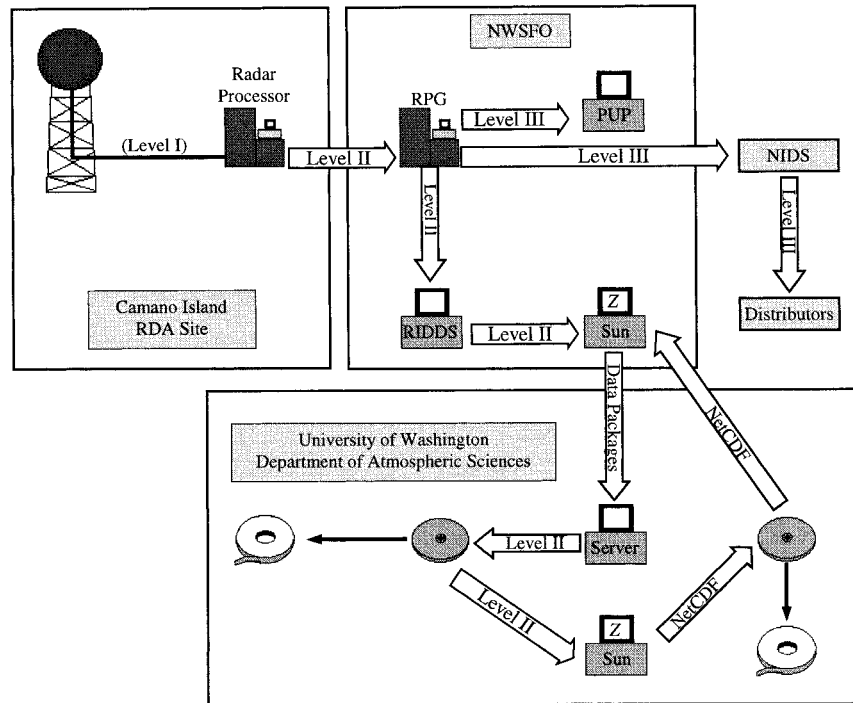 NWSFO
Radar
Processor
RPG
(Level I)
Level II
Level III
PUP
Level III
NIDS
Level II
Level III
Camano Island
RDA Site
Z
RIDDS
Level II
Sun
Distributors
Data Packages
NetCDF
University of Washington
Department of Atmospheric Sciences
Level II
Server
Level II
NetCDF
Z
Sun